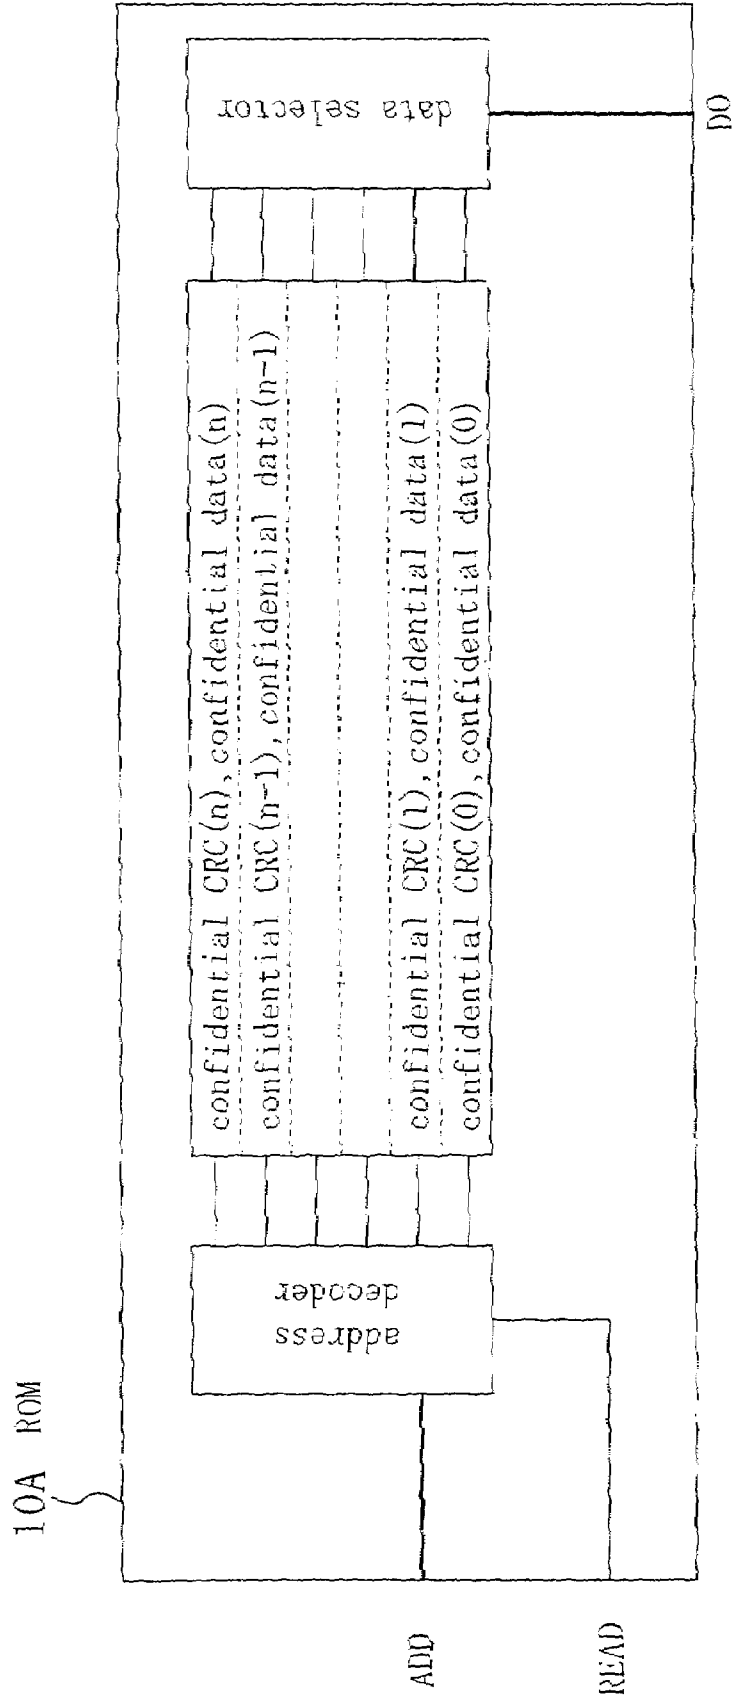 10A ROM
ADD
READ
address
decoder
confidential CRC(n), confidential data(n)
confidential CRC(n-1), confidential data(n-1)
confidential CRC(1), confidential data(1)
confidential CRC(0), confidential data(0)
data selector
DO